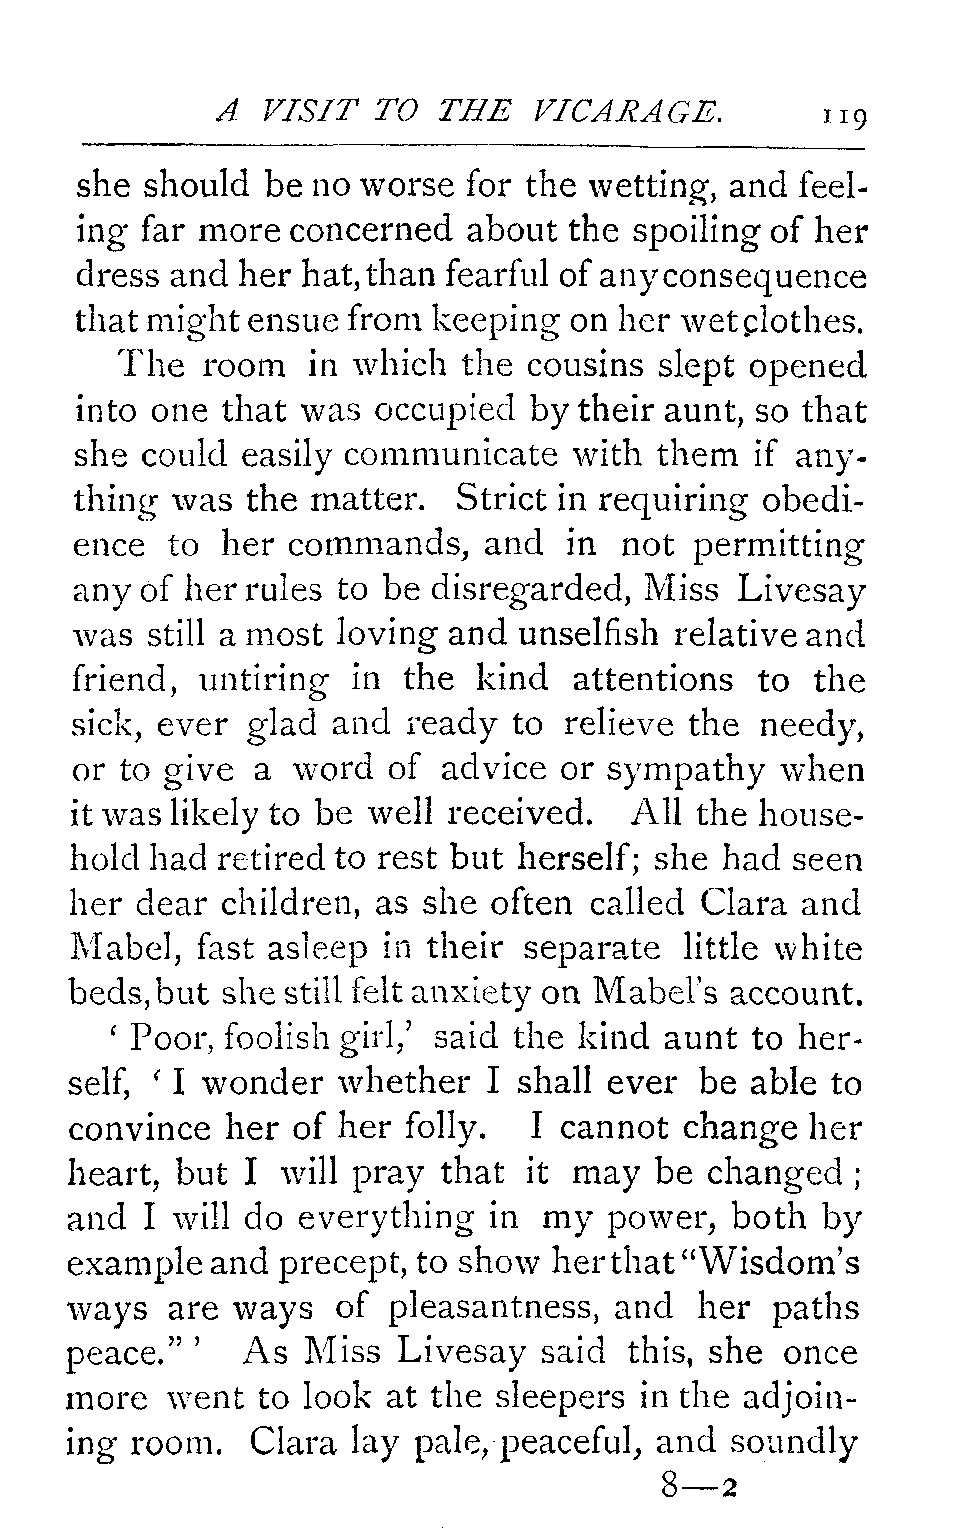 A VISIT TO THE VICARAGE. 119
she should be no worse for the wetting, and feel-
ing far more concerned about the spoiling of her
dress and her hat, than fearful of any consequence
that might ensue from keeping on her wet clothes.
The room in which the cousins slept opened
into one that was occupied by their aunt, so that
she could easily communicate with them if any-
thing was the matter. Strict in requiring obedi-
ence to her commands, and in not permitting
any of her rules to be disregarded, Miss Livesay
was still a most loving and unselfish relative and
friend, untiring in the kind attentions to the
sick, ever glad and ready to relieve the needy,
or to give a word of advice or sympathy when
it was likely to be well received. All the house-
hold had retired to rest but herself; she had seen
her dear children, as she often called Clara and
Mabel, fast asleep in their separate little white
beds, but she still felt anxiety on Mabel's account.
‘ Poor, foolish girl,’ said the kind aunt to her-
self, ‘ I wonder whether I shall ever be able to
convince her of her folly. I cannot change her
heart, but I will pray that it may be changed ;
and I will do everything in my power, both by
example and precept, to show her that “Wisdom's
ways are ways of pleasantness, and her paths
peace.” ’ As Miss Livesay said this, she once
more went to look at the sleepers in the adjoin-
ing room. Clara lay pale, peaceful, and soundly
8—2